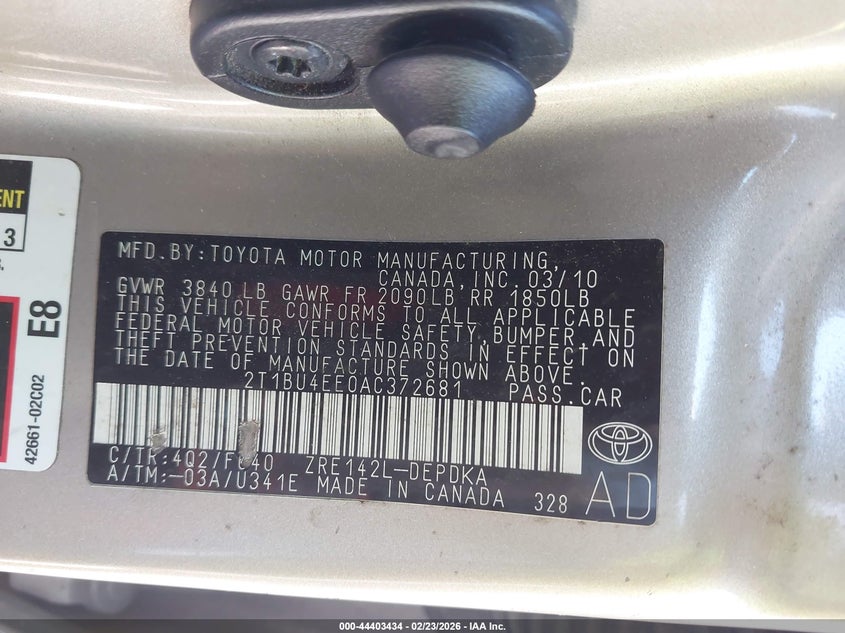 ENT
13
E8
42661-02C02
MFD.BY:TOYOTA MOTOR MANUFACTURING,
CANADA,INC. 03/10
GVWR 3840 LB GAWR FR 2090LB RR 1850LB
THIS VEHICLE CONFORMS TO ALL APPLICABLE
FEDERAL MOTOR VEHICLE SAFETY,BUMPER,AND
THEFT PREVENTION STANDARDS IN EFFECT ON
THE DATE OF MANUFACTURE SHOWN ABOVE.
2T1BU4EE0AC372681 PASS.CAR
C/TR:4Q2/F 40 ZRE142L-DEPDKA
A/TM:-03A/U341E MADE IN CANADA 328
AD
000-44403434 - 02/23/2026 - IAA Inc.